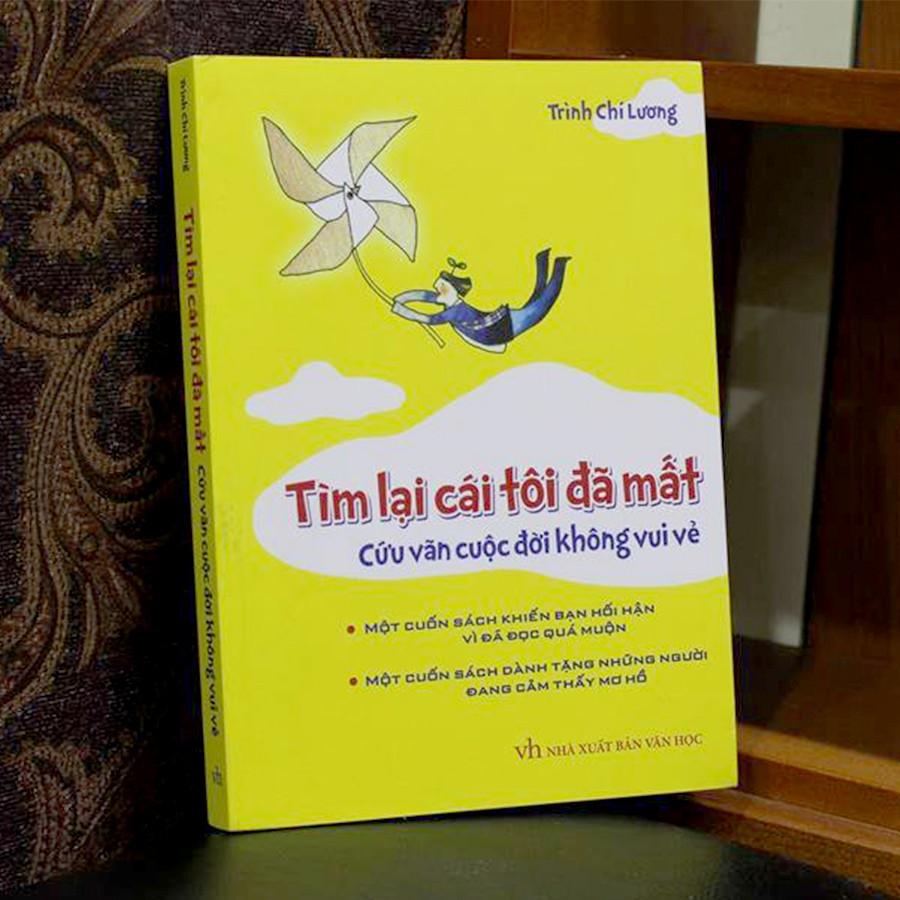 Trình Chí Lương
Tìm lại cái tôi đã mất
Cứu vãn cuộc đời không vui vẻ
• MỘT CUỐN SÁCH KHIẾN BẠN HỐI HẬN
VÌ ĐÃ ĐỌC QUÁ MUỘN
• MỘT CUỐN SÁCH DÀNH TẶNG NHỮNG NGƯỜI
ĐANG CẢM THẤY MƠ HỒ
vh NHÀ XUẤT BẢN VĂN HỌC
Trình Chí Lương Tìm lại cái tôi đã mất Cứu vãn cuộc đời không vui vẻ vh